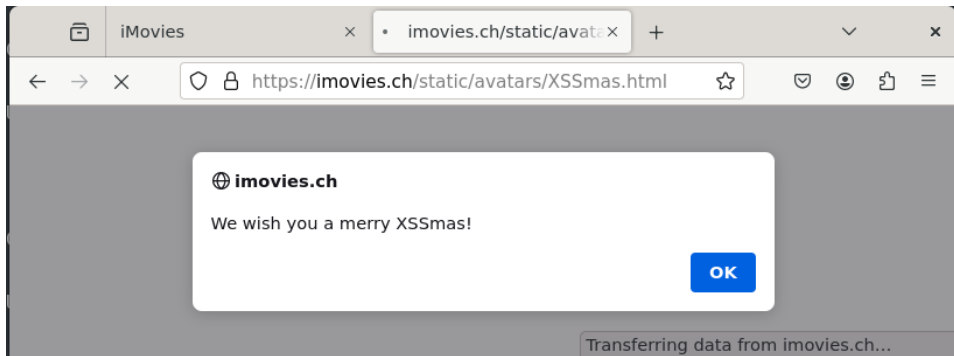 iMovies
imovies.ch/static/avata
https://imovies.ch/static/avatars/XSSmas.html
imovies.ch
We wish you a merry XSSmas!
OK
Transferring data from imovies.ch...